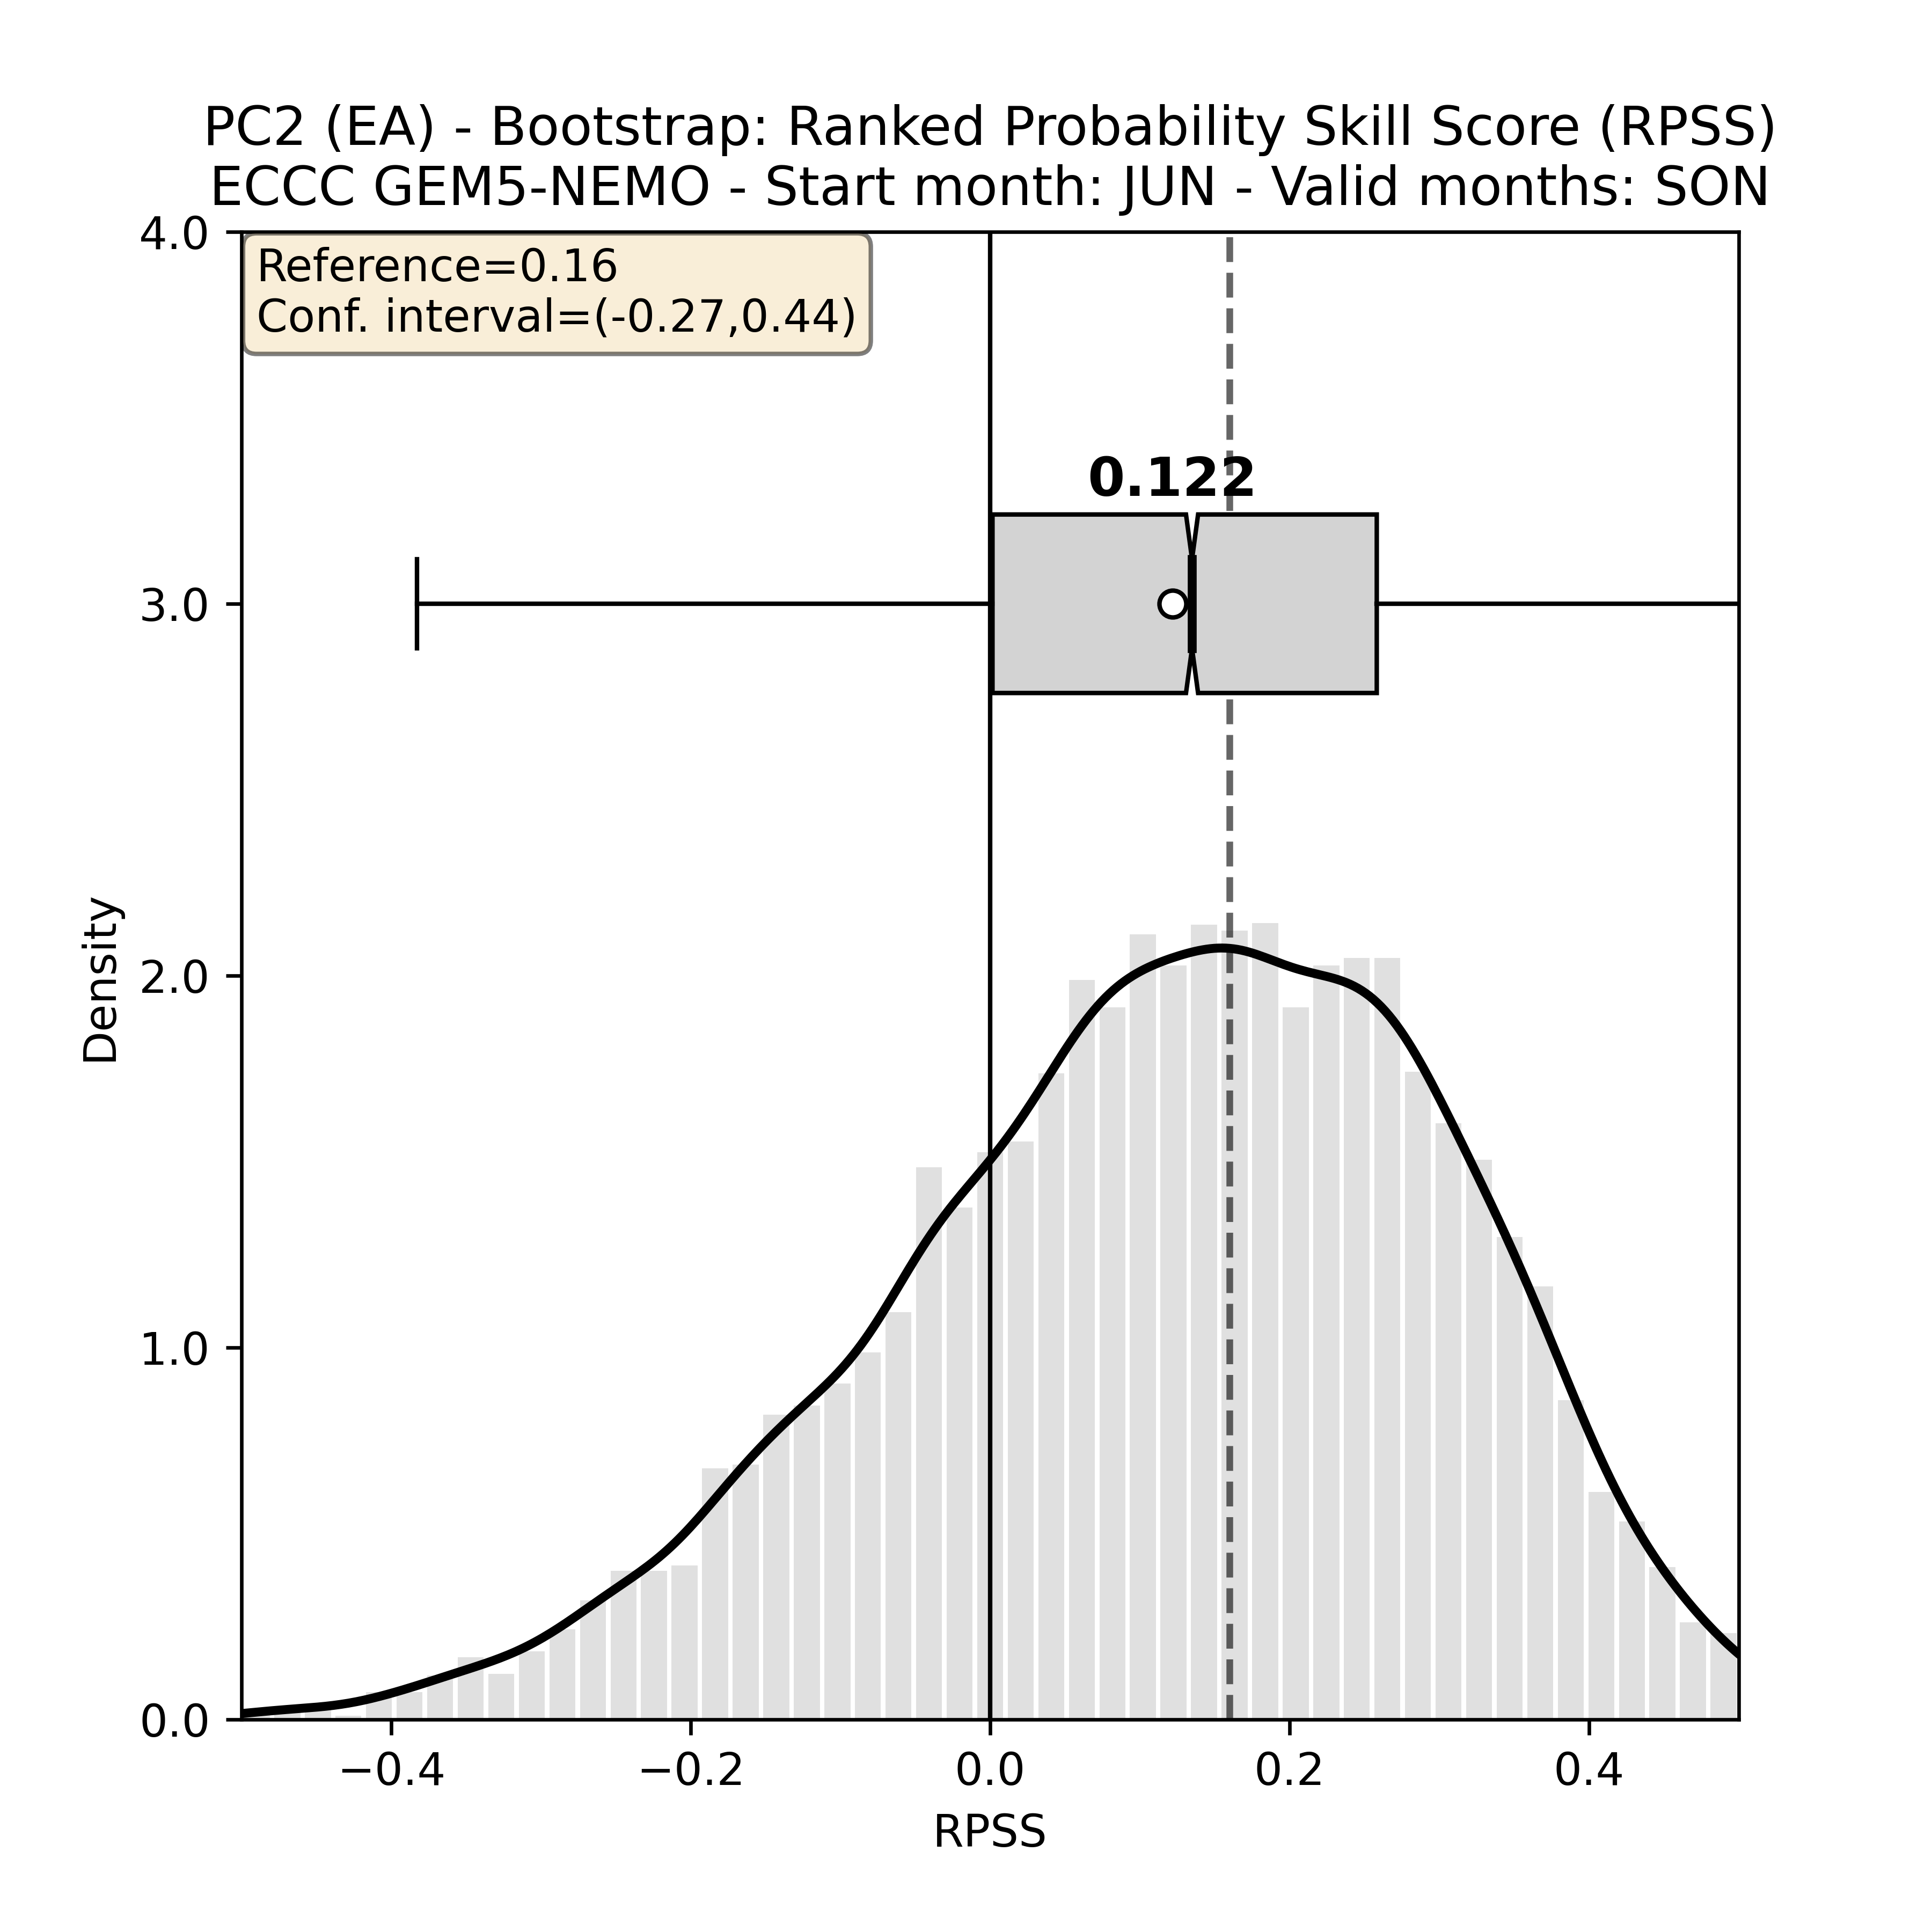 PC2 (EA) - Bootstrap: Ranked Probability Skill Score (RPSS)
ECCC GEM5-NEMO - Start month: JUN - Valid months: SON
Reference=0.16
Conf. interval=(-0.27,0.44)
0.122
4.0
3.0
2.0
1.0
0.0
Density
−0.4
−0.2
0.0
0.2
0.4
RPSS